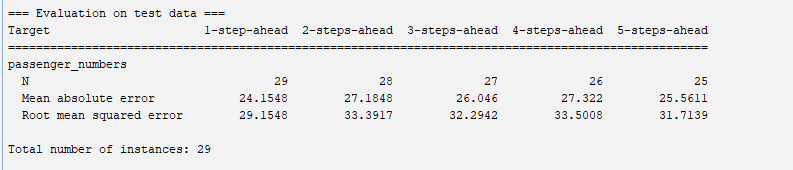 === Evaluation on test data ===
Target 1-step-ahead 2-steps-ahead 3-steps-ahead 4-steps-ahead 5-steps-ahead
====================================================================================================
passenger_numbers
N 29 28 27 26 25
Mean absolute error 24.1548 27.1848 26.046 27.322 25.5611
Root mean squared error 29.1548 33.3917 32.2942 33.5008 31.7139
Total number of instances: 29